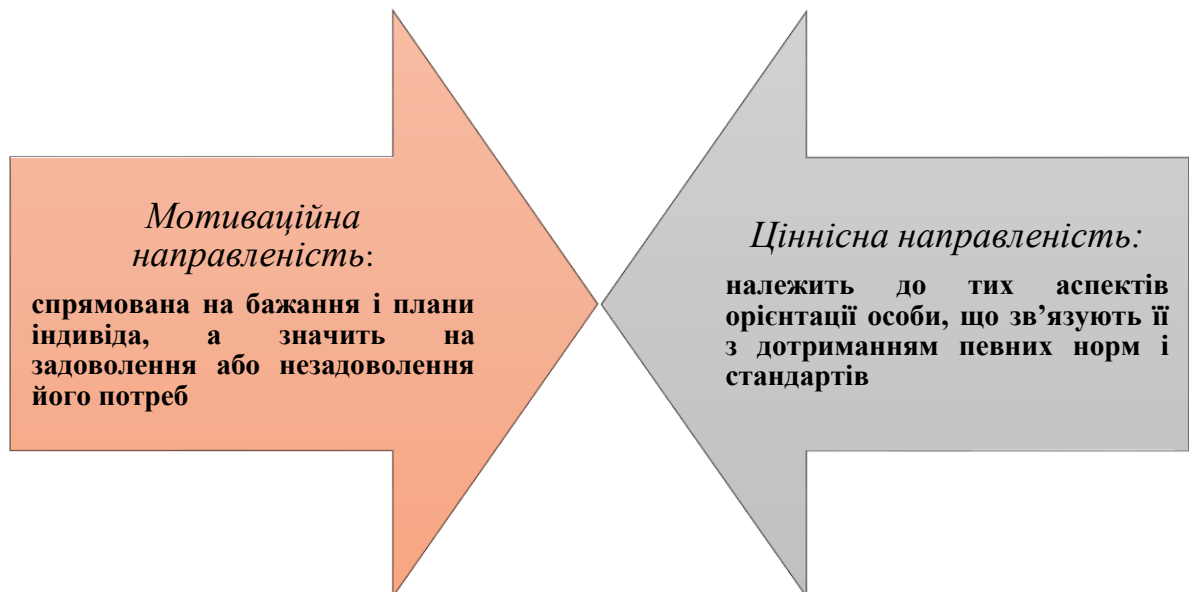 Мотиваційна
направленість:
спрямована на бажання і плани
індивіда, а значить на
задоволення або незадоволення
його потреб
Ціннісна направленість:
належить до тих аспектів
орієнтації особи, що зв’язують її
з дотриманням певних норм і
стандартів